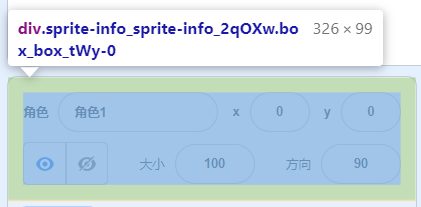 div.sprite-info_sprite-info_2qOXw.bo 326 × 99
x_box_tWy-0
角色 角色1 x 0 y 0
大小 100 方向 90